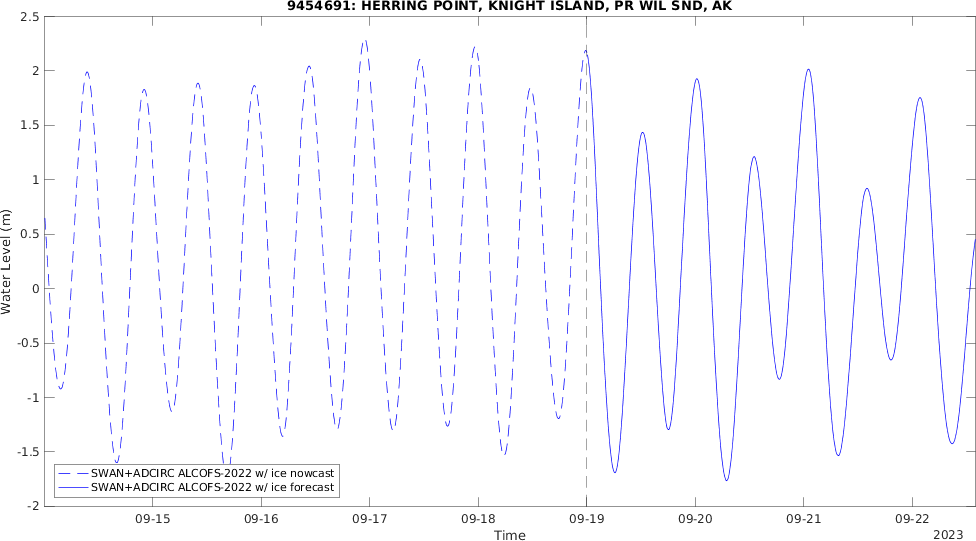 9454691: HERRING POINT, KNIGHT ISLAND, PR WIL SND, AK
2.5
2
1.5
1
0.5
0
-0.5
-1
-1.5
-2
Water Level (m)
SWAN+ADCIRC ALCOFS-2022 w/ ice nowcast
SWAN+ADCIRC ALCOFS-2022 w/ ice forecast
09-15 09-16 09-17 09-18 09-19 09-20 09-21 09-22
Time
2023